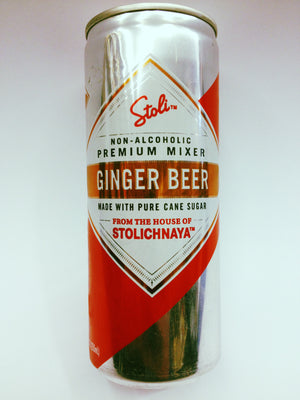 Stoli™
NON-ALCOHOLIC
PREMIUM MIXER
GINGER BEER
MADE WITH PURE CANE SUGAR
FROM THE HOUSE OF
STOLICHNAYA™